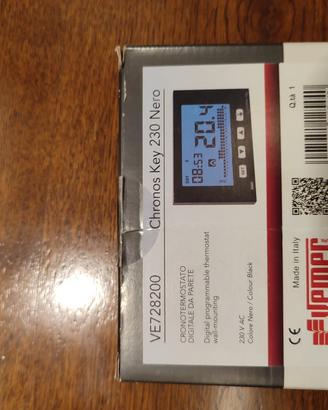 VE728200 Chronos Key 230 Nero
CRONOTERMOSTATO
DIGITALE DA PARETE
Digital programmable thermostat
wall-mounting
230 V AC
Colore Nero / Colour Black
08:53
20.4
SET
Made in Italy
Q.tà 1
CE
VEMER